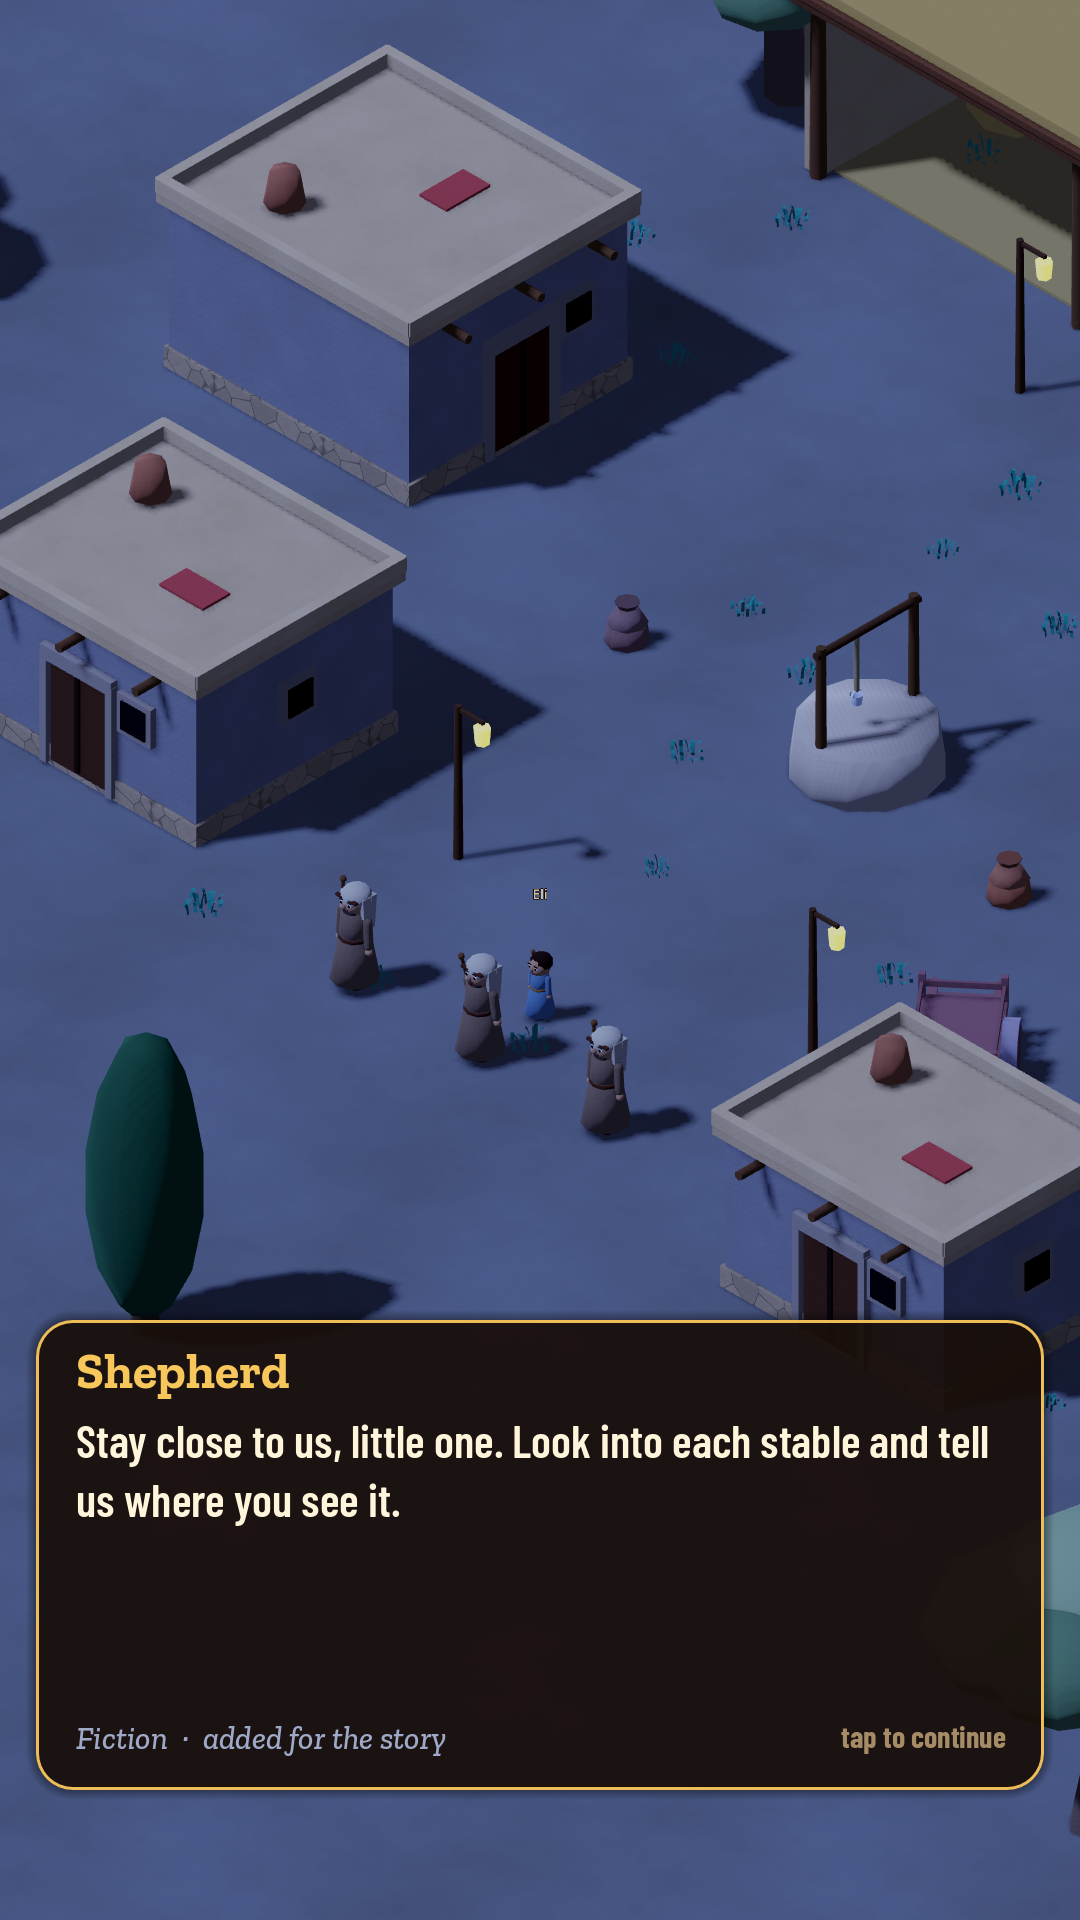 Eli
Shepherd
Stay close to us, little one. Look into each stable and tell
us where you see it.
Fiction · added for the story
tap to continue